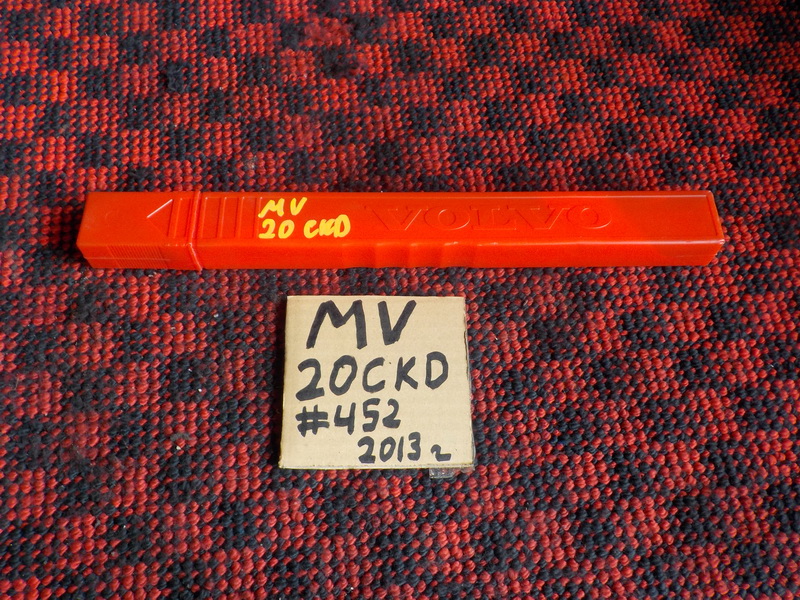 MV
20 CKD
VOLVO
MV
20CKD
#452
2013 г